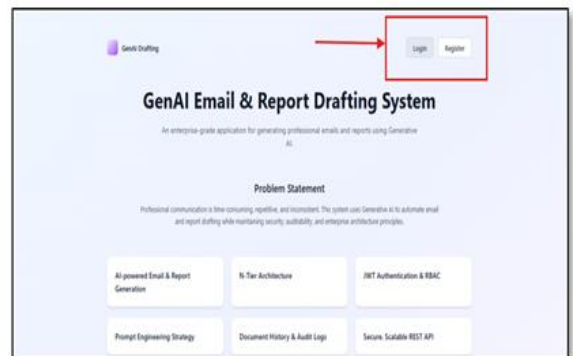 GenAI Drafting
Login
Register
GenAI Email & Report Drafting System
An enterprise-grade application for generating professional emails and reports using Generative
AI.
Problem Statement
Professional communication is time-consuming, repetitive, and inconsistent. This system uses Generative AI to automate email
and report drafting while maintaining security, auditability, and enterprise architecture principles.
AI-powered Email & Report
Generation
N-Tier Architecture
JWT Authentication & RBAC
Prompt Engineering Strategy
Document History & Audit Logs
Secure, Scalable REST API